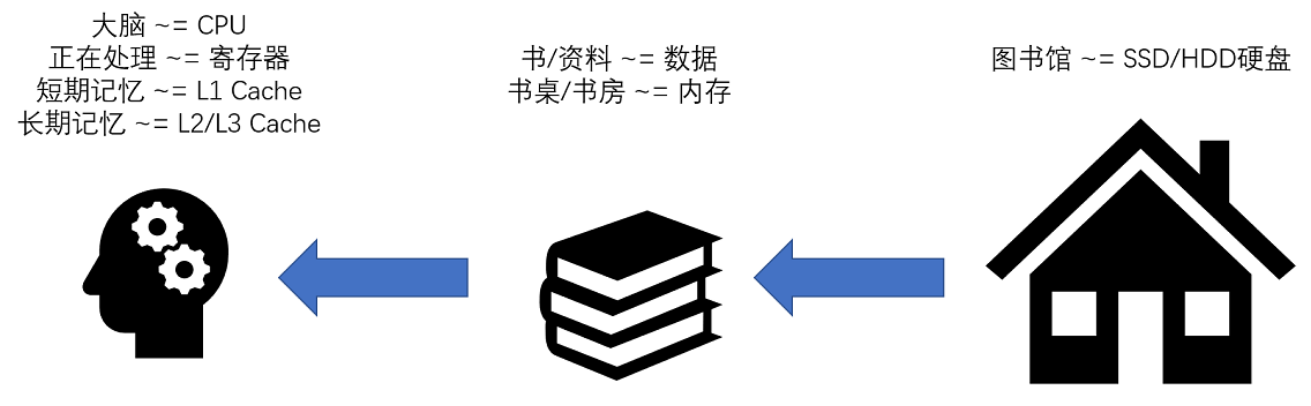 大脑 ~= CPU
正在处理 ~= 寄存器
短期记忆 ~= L1 Cache
长期记忆 ~= L2/L3 Cache
书/资料 ~= 数据
书桌/书房 ~= 内存
图书馆 ~= SSD/HDD硬盘